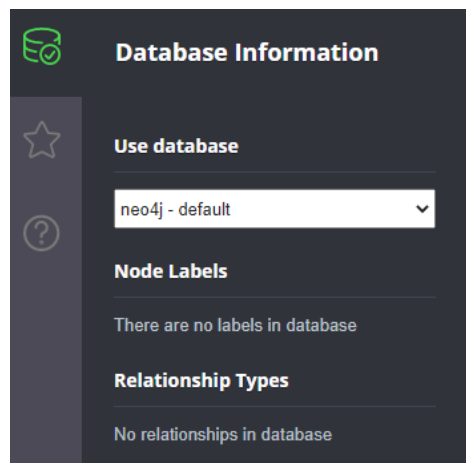 Database Information
Use database
neo4j - default
Node Labels
There are no labels in database
Relationship Types
No relationships in database